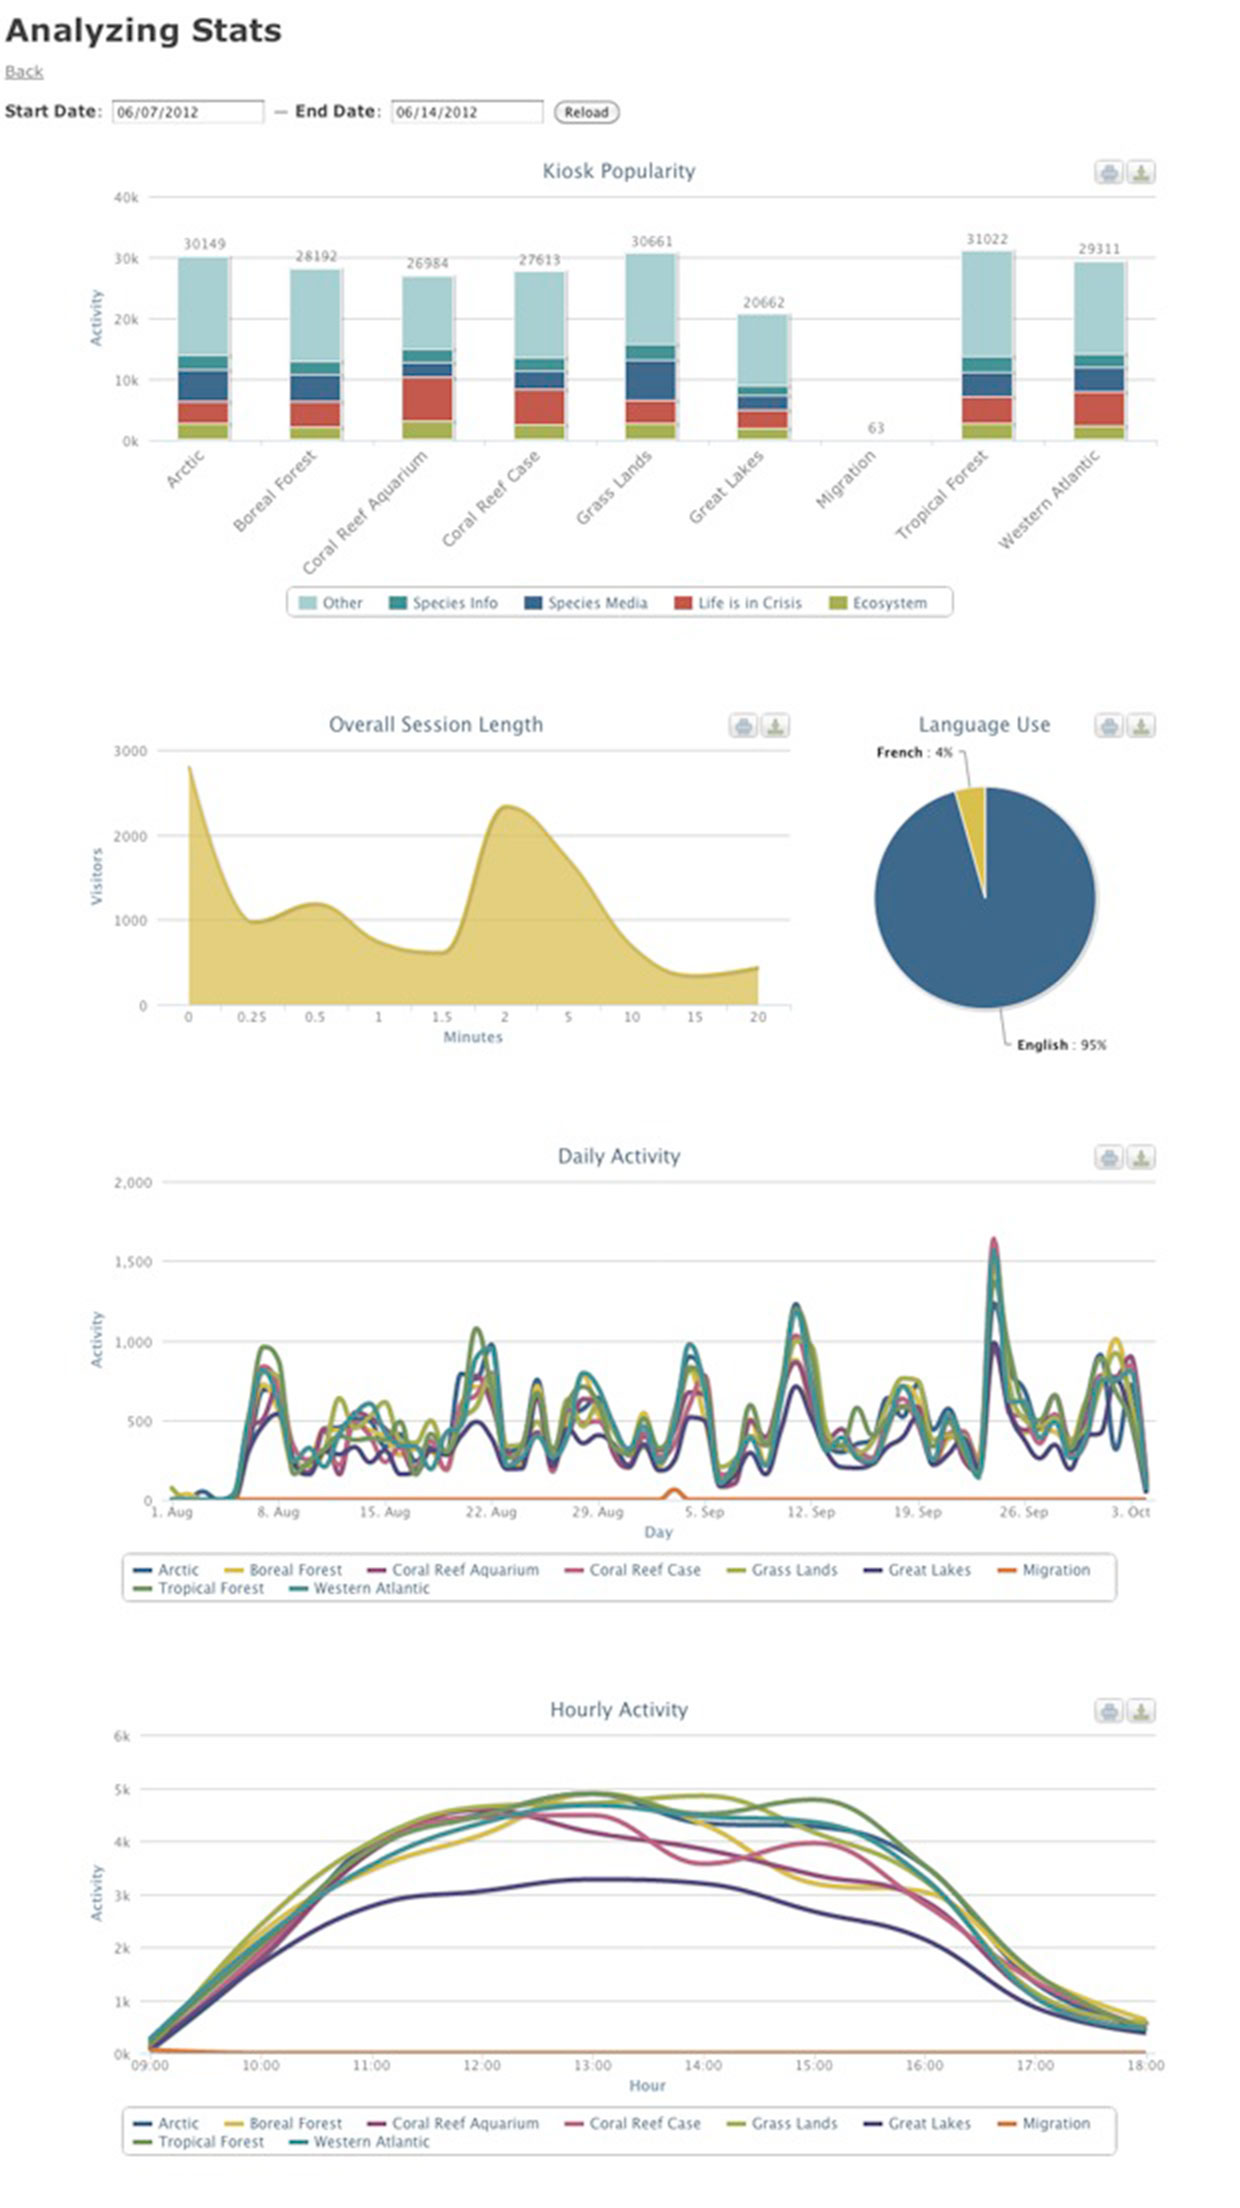 Analyzing Stats
Back
Start Date: 06/07/2012 — End Date: 06/14/2012 Reload
Kiosk Popularity
40k
30k
20k
10k
0k
Activity
30149
28192
26984
27613
30661
20662
63
31022
29311
Arctic
Boreal Forest
Coral Reef Aquarium
Coral Reef Case
Grass Lands
Great Lakes
Migration
Tropical Forest
Western Atlantic
Other Species Info Species Media Life is in Crisis Ecosystem
Overall Session Length
3000
2000
1000
0
Visitors
0 0.25 0.5 1 1.5 2 5 10 15 20
Minutes
Language Use
French : 4%
English : 95%
Daily Activity
2,000
1,500
1,000
500
0
Activity
1. Aug 8. Aug 15. Aug 22. Aug 29. Aug 5. Sep 12. Sep 19. Sep 26. Sep 3. Oct
Day
Arctic Boreal Forest Coral Reef Aquarium Coral Reef Case Grass Lands Great Lakes Migration
Tropical Forest Western Atlantic
Hourly Activity
6k
5k
4k
3k
2k
1k
0k
Activity
09:00 10:00 11:00 12:00 13:00 14:00 15:00 16:00 17:00 18:00
Hour
Arctic Boreal Forest Coral Reef Aquarium Coral Reef Case Grass Lands Great Lakes Migration
Tropical Forest Western Atlantic